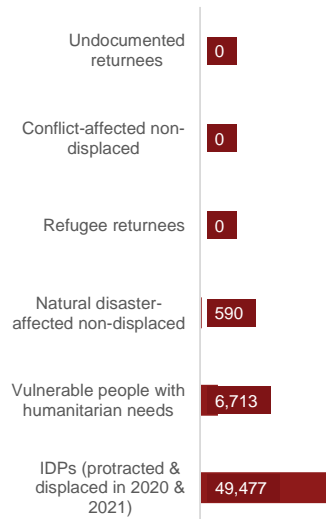 Undocumented
returnees
0
Conflict-affected non-
displaced
0
Refugee returnees
0
Natural disaster-
affected non-displaced
590
Vulnerable people with
humanitarian needs
6,713
IDPs (protracted &
displaced in 2020 &
2021)
49,477